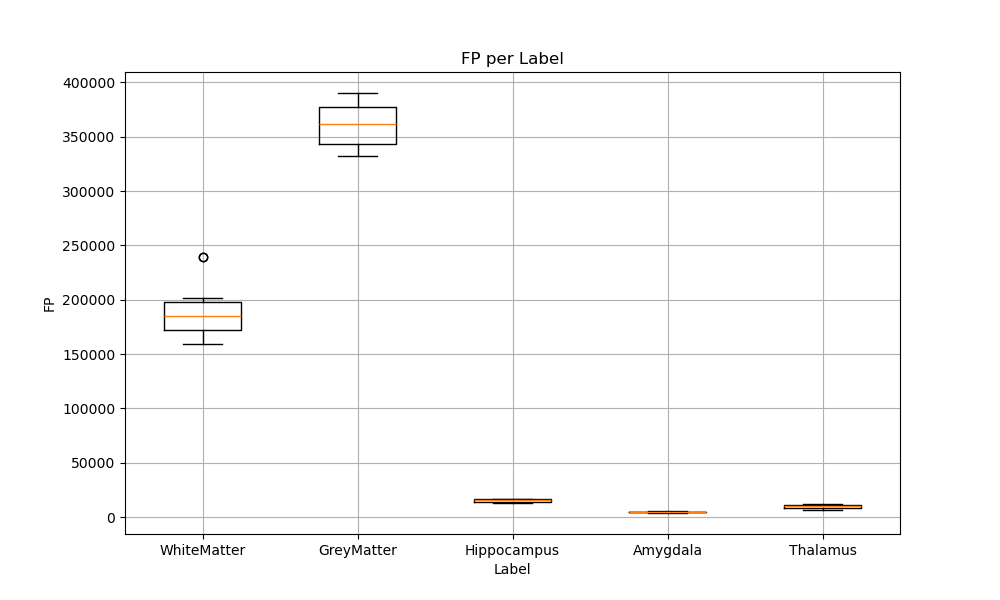 FP per Label
400000
350000
300000
250000
200000
150000
100000
50000
0
FP
WhiteMatter GreyMatter Hippocampus Amygdala Thalamus
Label